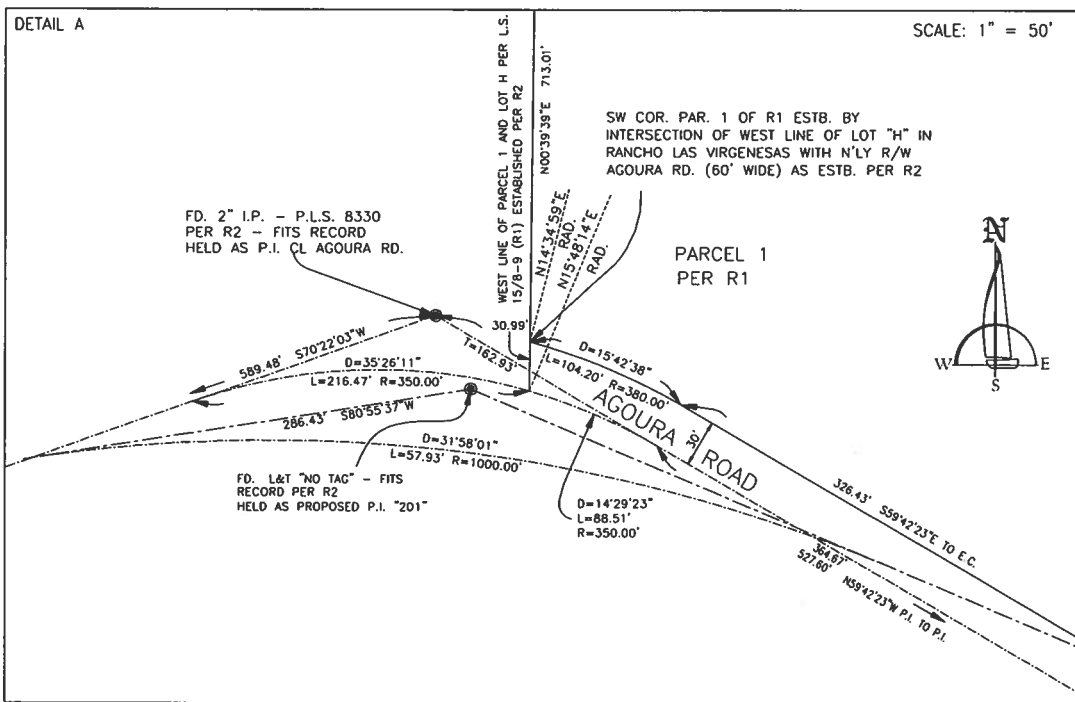 DETAIL A
SCALE: 1" = 50'
WEST LINE OF PARCEL 1 AND LOT H PER L.S.
15/8-9 (R1) ESTABLISHED PER R2
N00°39'39"E 713.01'
SW COR. PAR. 1 OF R1 ESTB. BY
INTERSECTION OF WEST LINE OF LOT "H" IN
RANCHO LAS VIRGENESAS WITH N'LY R/W
AGOURA RD. (60' WIDE) AS ESTB. PER R2
FD. 2" I.P. - P.L.S. 8330
PER R2 - FITS RECORD
HELD AS P.I. CL AGOURA RD.
N14°34'59"E
RAD.
N15°48'14"E
RAD.
PARCEL 1
PER R1
N
W
E
S
30.99'
T=162.93'
589.48' S70°22'03"W
D=35°26'11"
L=216.47' R=350.00'
D=15°42'38"
L=104.20' R=380.00'
286.43' S80°55'37"W
AGOURA ROAD
30'
D=31°58'01"
L=57.93' R=1000.00'
FD. L&T "NO TAG" - FITS
RECORD PER R2
HELD AS PROPOSED P.I. "201"
D=14°29'23"
L=88.51'
R=350.00'
326.43' S59°42'23"E TO E.C.
364.67'
527.60' N59°42'23"W P.I. TO P.I.